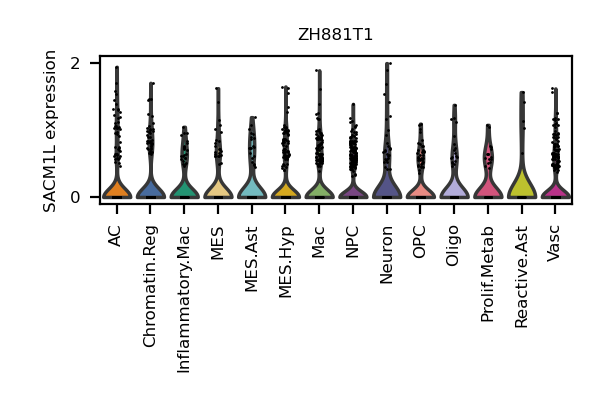 ZH881T1
SACM1L expression
2
0
AC
Chromatin.Reg
Inflammatory.Mac
MES
MES.Ast
MES.Hyp
Mac
NPC
Neuron
OPC
Oligo
Prolif.Metab
Reactive.Ast
Vasc